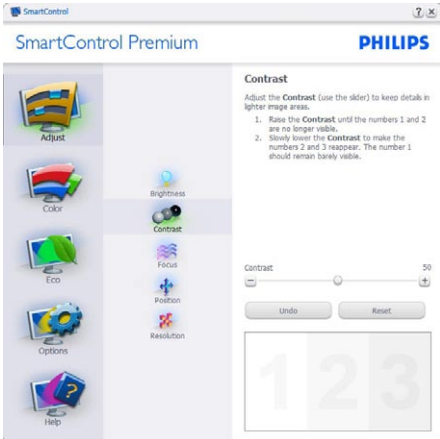 SmartControl
? x
SmartControl Premium
PHILIPS
Adjust
Color
Eco
Options
Help
Brightness
Contrast
Focus
Position
Resolution
Contrast
Adjust the Contrast (use the slider) to keep details in
lighter image areas.
1. Raise the Contrast until the numbers 1 and 2
are no longer visible.
2. Slowly lower the Contrast to make the
numbers 2 and 3 reappear. The number 1
should remain barely visible.
Contrast 50
− +
Undo Reset
1 2 3